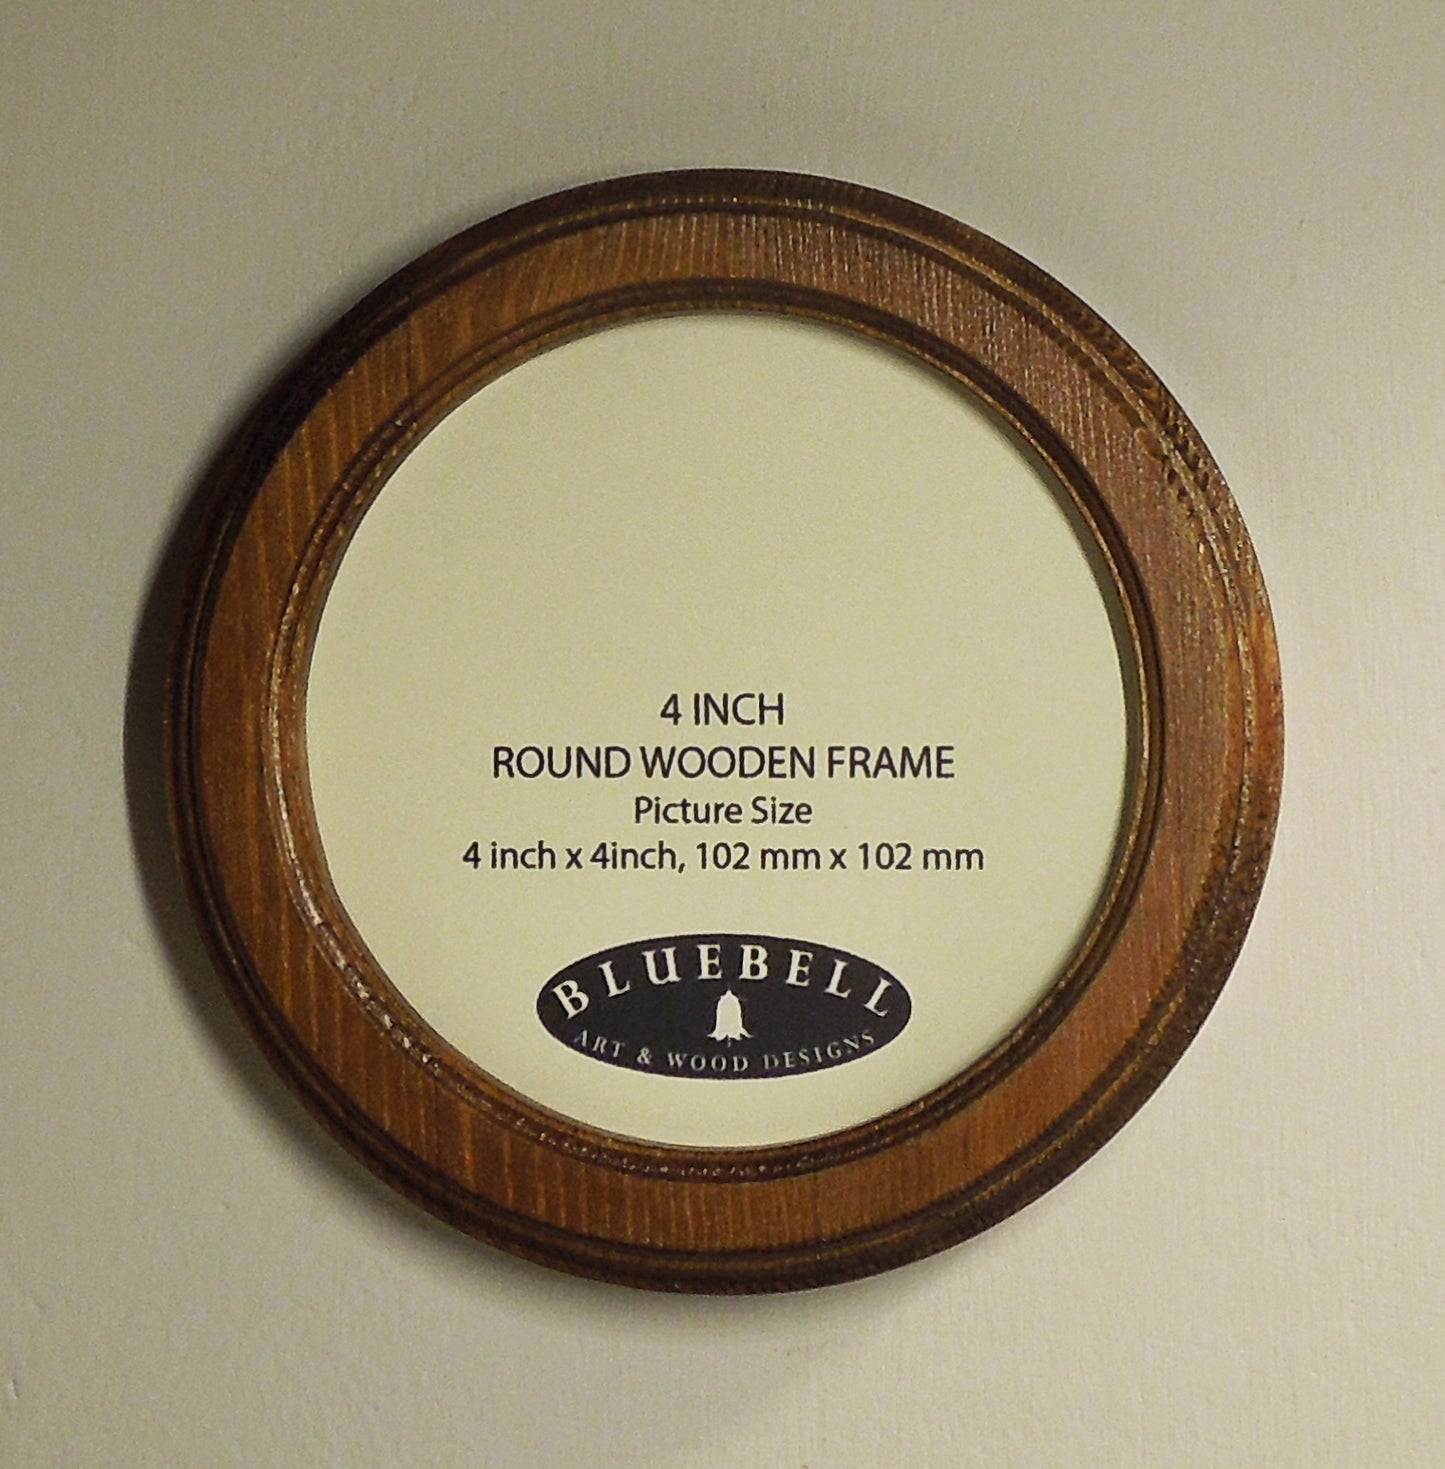 4 INCH
ROUND WOODEN FRAME
Picture Size
4 inch x 4inch, 102 mm x 102 mm
BLUEBELL
ART & WOOD DESIGNS